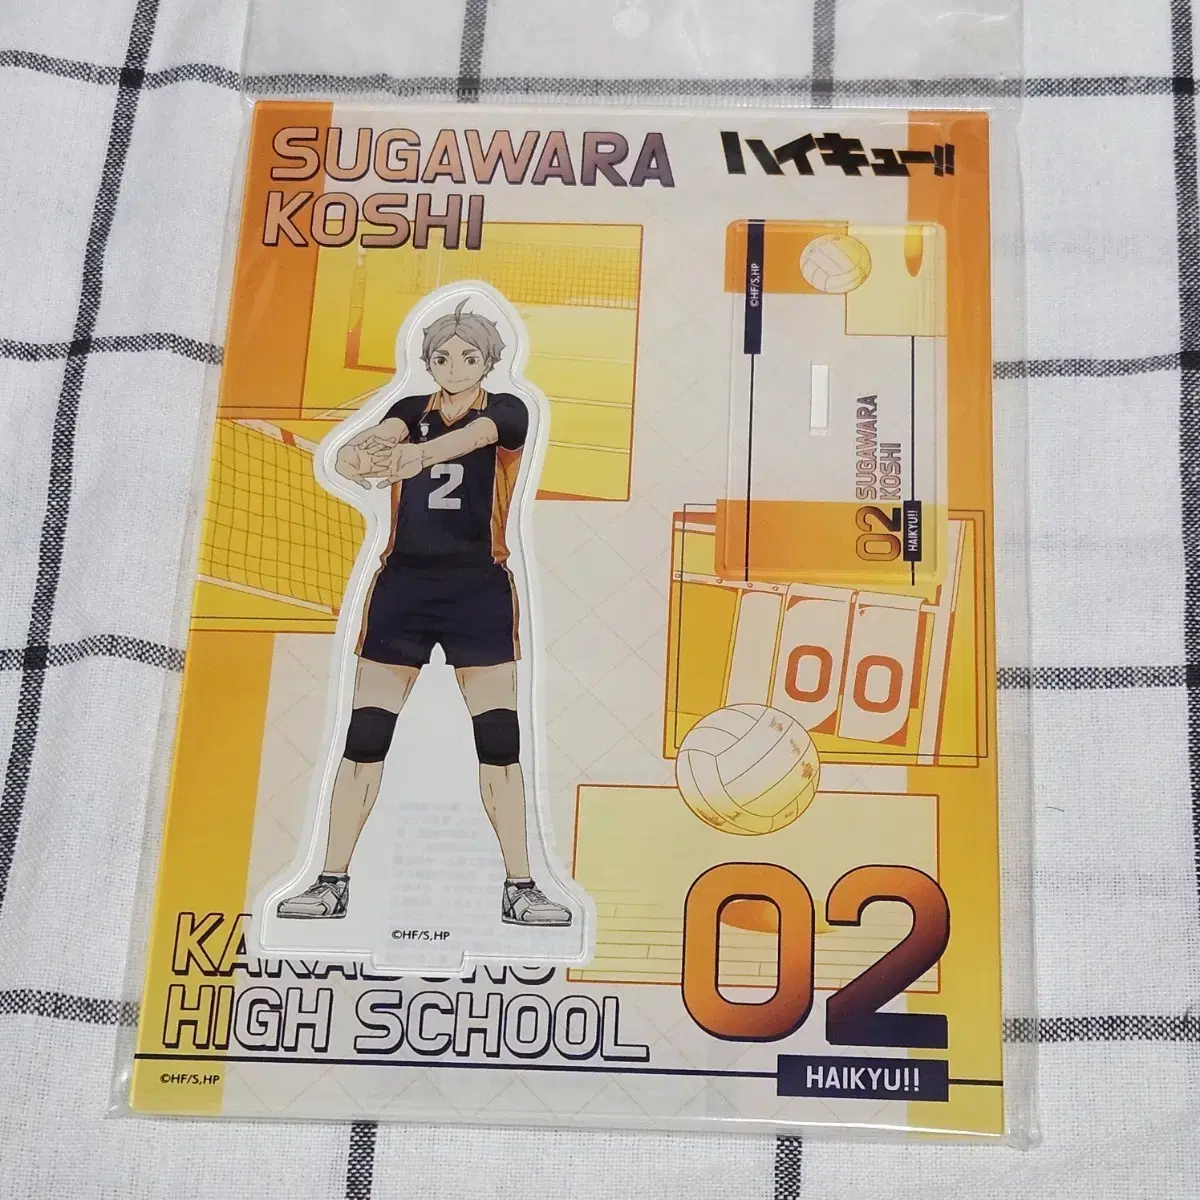 SUGAWARA
KOSHI
ハイキュー!!
©HF/S,HP
SUGAWARA
KOSHI
02
HAIKYU!!
2
00
©HF/S,HP
02
HIGH SCHOOL
HAIKYU!!
©HF/S,HP